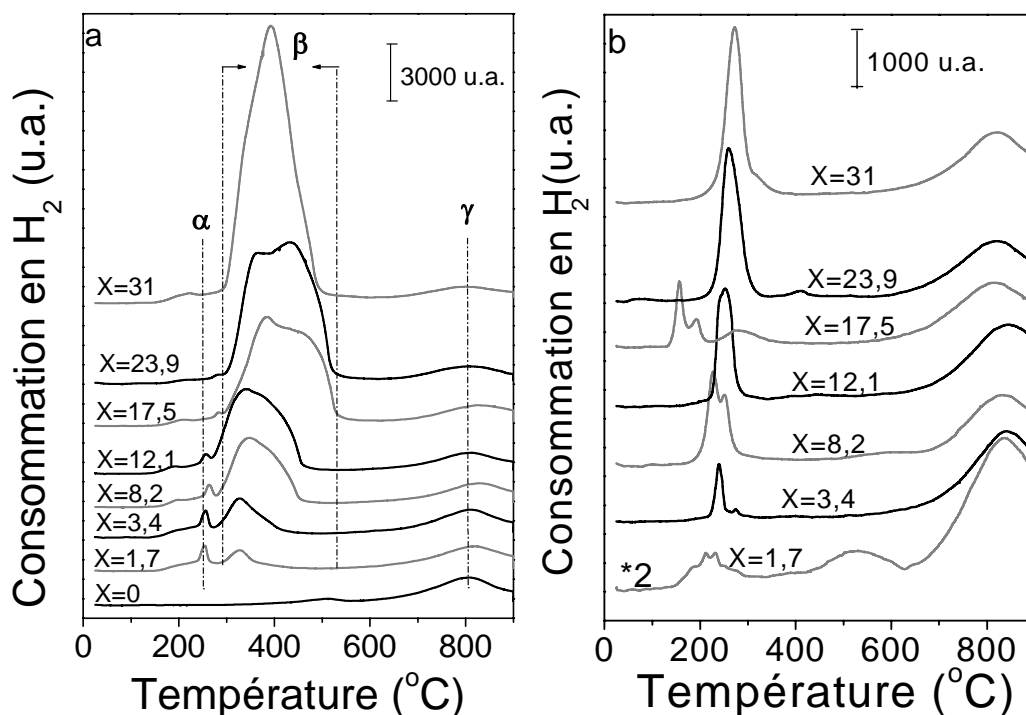 a
β
3000 u.a.
α
γ
X=31
X=23,9
X=17,5
X=12,1
X=8,2
X=3,4
X=1,7
X=0
0 200 400 600 800
Température (°C)
Consommation en H2 (u.a.)
b
1000 u.a.
X=31
X=23,9
X=17,5
X=12,1
X=8,2
X=3,4
X=1,7
*2
0 200 400 600 800
Température (°C)
Consommation en H2(u.a.)